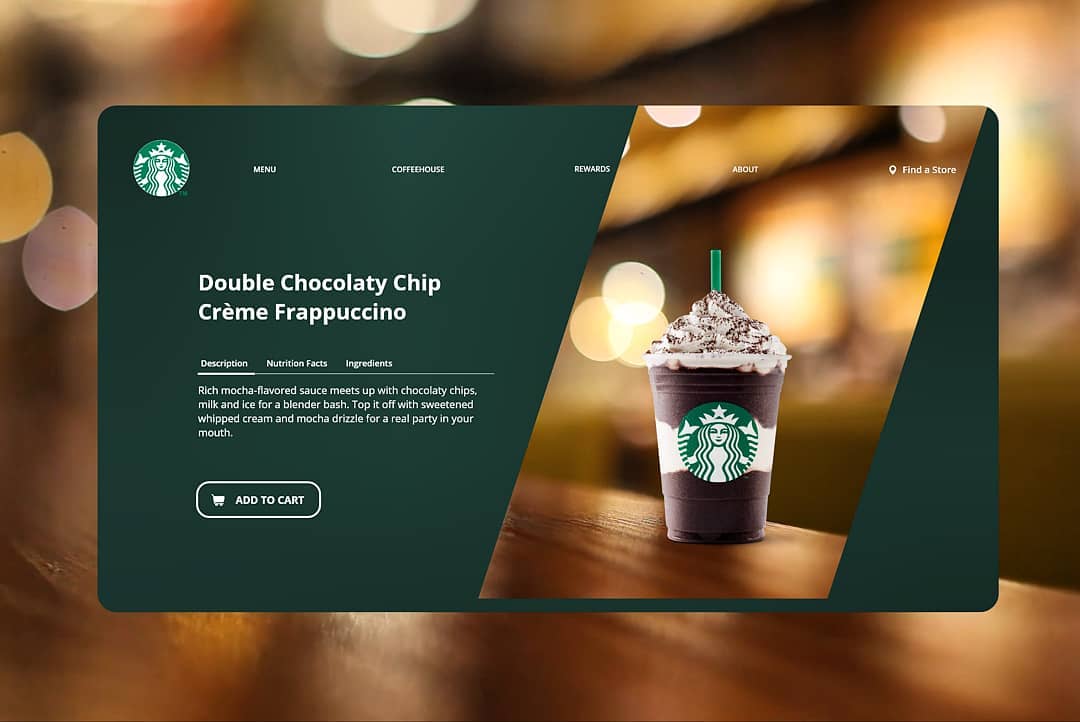 MENU
COFFEEHOUSE
REWARDS
ABOUT
Find a Store
Double Chocolaty Chip
Crème Frappuccino
Description
Nutrition Facts
Ingredients
Rich mocha-flavored sauce meets up with chocolaty chips,
milk and ice for a blender bash. Top it off with sweetened
whipped cream and mocha drizzle for a real party in your
mouth.
ADD TO CART